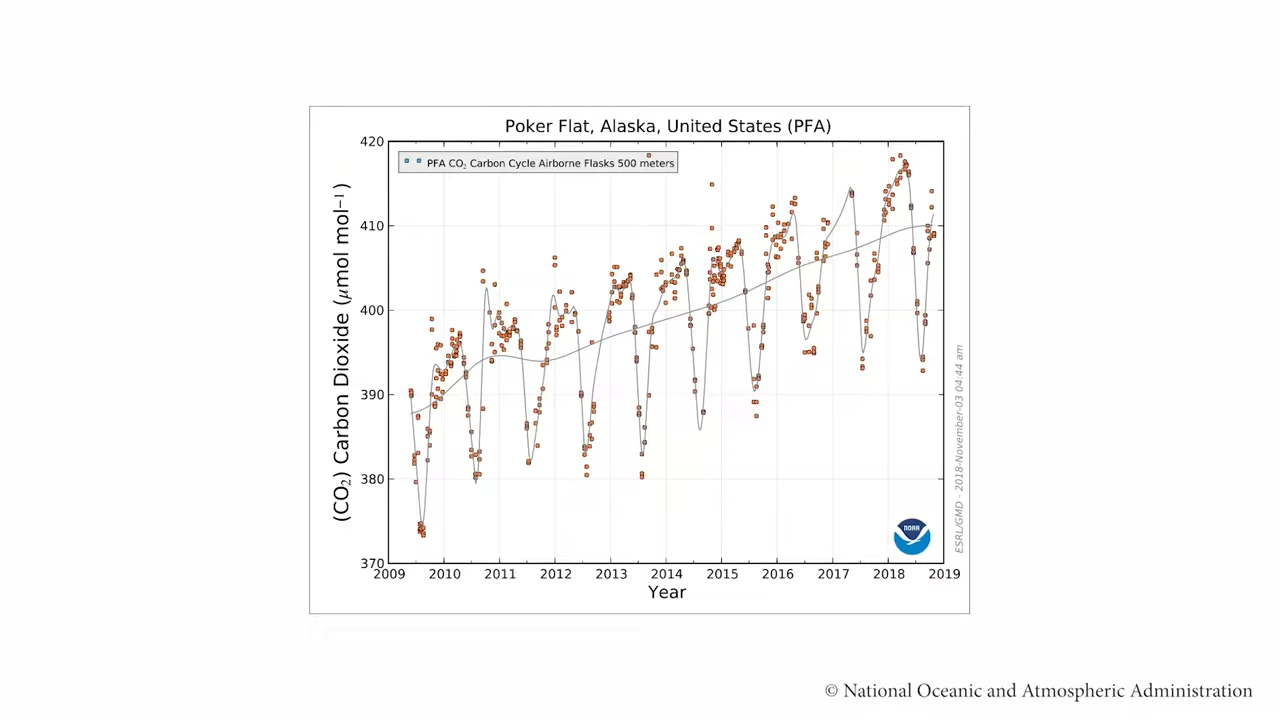 Poker Flat, Alaska, United States (PFA)
420
PFA CO₂ Carbon Cycle Airborne Flasks 500 meters
410
400
390
380
370
(CO₂) Carbon Dioxide (μmol mol⁻¹)
2009 2010 2011 2012 2013 2014 2015 2016 2017 2018 2019
Year
NOAA
ESRL/GMD - 2018-November-03 04:44 am
© National Oceanic and Atmospheric Administration